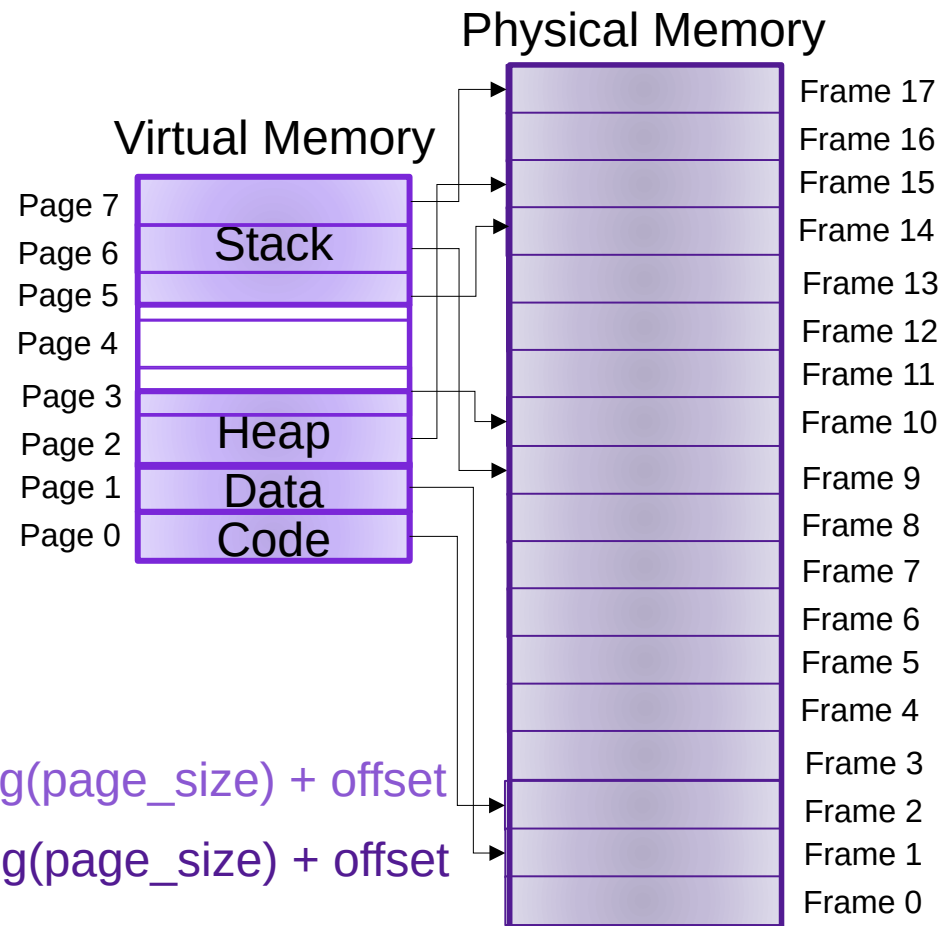 Physical Memory
Virtual Memory
Page 7
Page 6
Page 5
Page 4
Page 3
Page 2
Page 1
Page 0
Stack
Heap
Data
Code
Frame 17
Frame 16
Frame 15
Frame 14
Frame 13
Frame 12
Frame 11
Frame 10
Frame 9
Frame 8
Frame 7
Frame 6
Frame 5
Frame 4
Frame 3
Frame 2
Frame 1
Frame 0
g(page_size) + offset
g(page_size) + offset